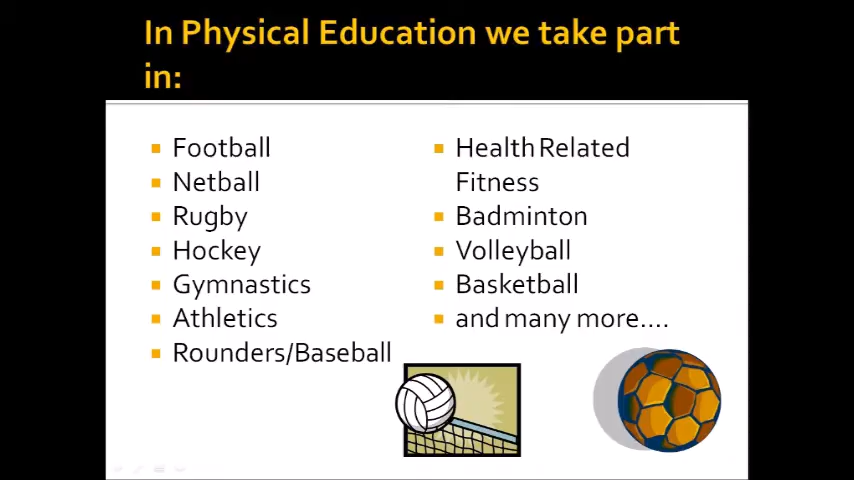 In Physical Education we take part
in:
Football
Netball
Rugby
Hockey
Gymnastics
Athletics
Rounders/Baseball
Health Related
Fitness
Badminton
Volleyball
Basketball
and many more....